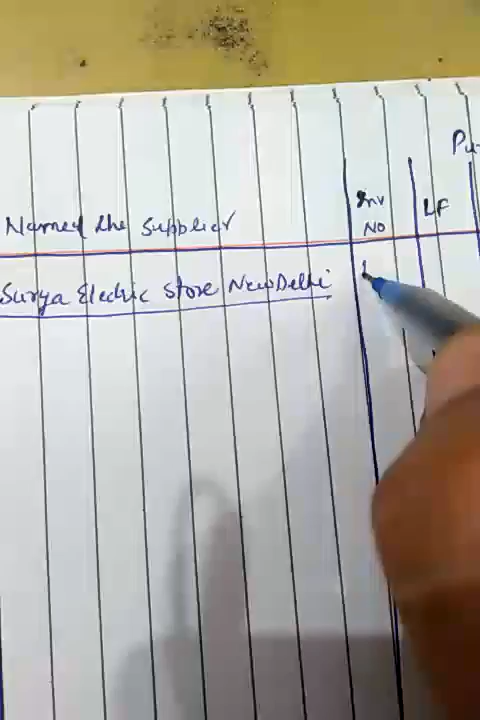 Pu
Name of the Supplier
Inv
No
LF
Surya Electric Store New Delhi